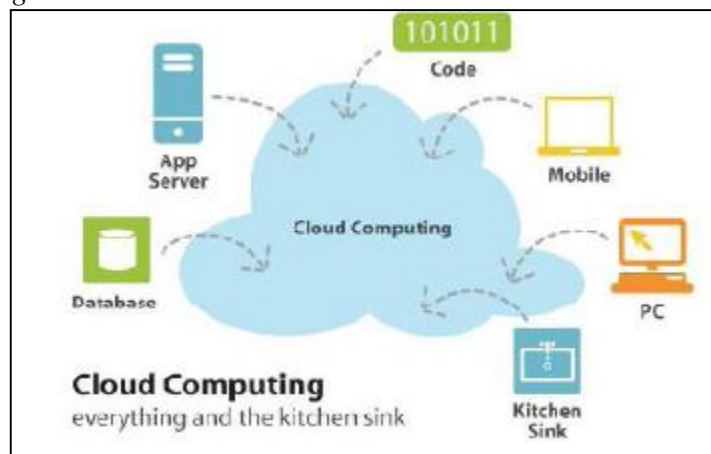 101011
Code
App
Server
Mobile
Cloud Computing
Database
PC
Kitchen
Sink
Cloud Computing
everything and the kitchen sink